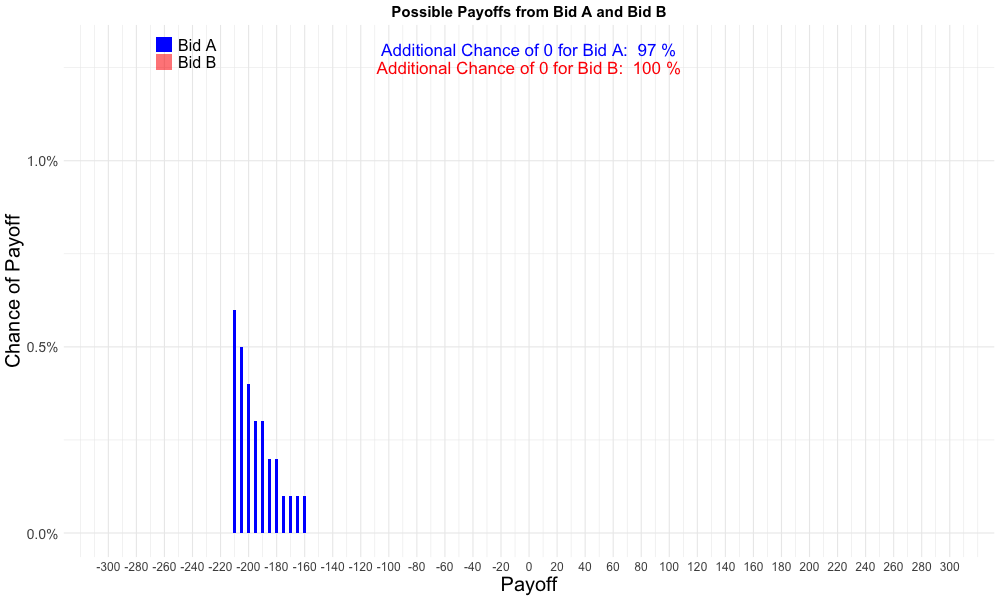 Possible Payoffs from Bid A and Bid B
Bid A
Bid B
Additional Chance of 0 for Bid A:  97 %
Additional Chance of 0 for Bid B:  100 %
Chance of Payoff
1.0%
0.5%
0.0%
-300 -280 -260 -240 -220 -200 -180 -160 -140 -120 -100 -80 -60 -40 -20 0 20 40 60 80 100 120 140 160 180 200 220 240 260 280 300
Payoff